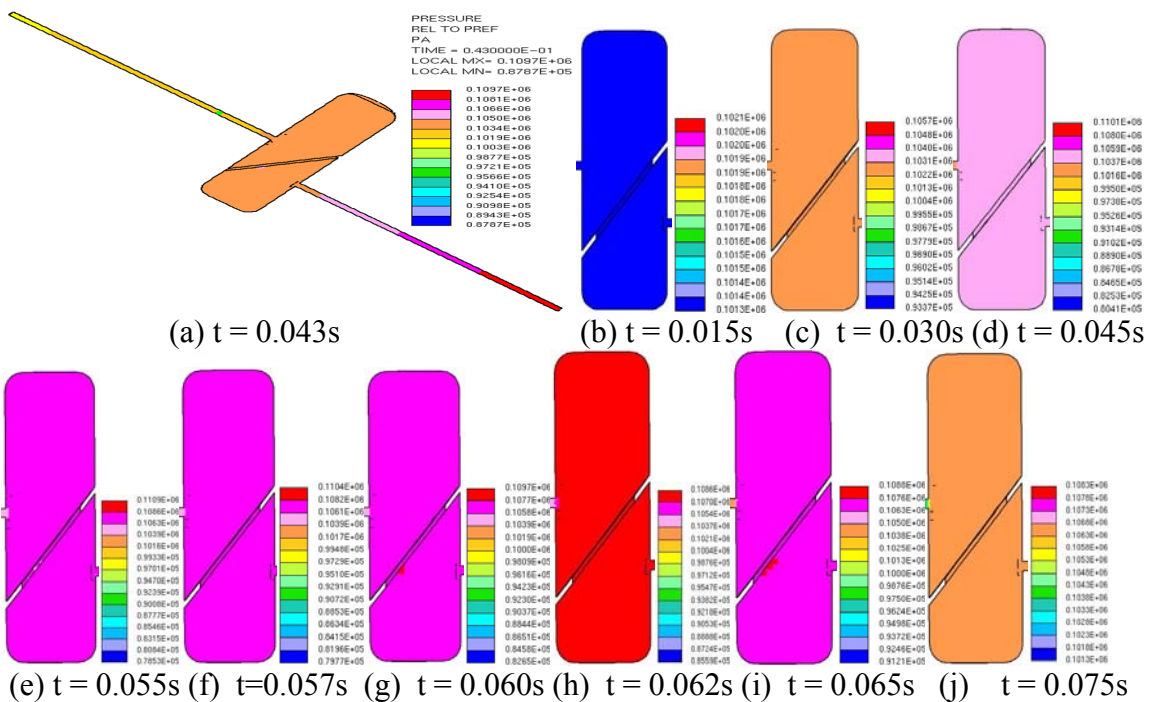 PRESSURE
REL TO PREF
PA
TIME = 0.430000E-01
LOCAL MX= 0.1097E+06
LOCAL MN= 0.8787E+05
0.1097E+06
0.1081E+06
0.1066E+06
0.1050E+06
0.1034E+06
0.1019E+06
0.1003E+06
0.9877E+05
0.9721E+05
0.9566E+05
0.9410E+05
0.9254E+05
0.9098E+05
0.8943E+05
0.8787E+05
0.1021E+06
0.1020E+06
0.1020E+06
0.1019E+06
0.1019E+06
0.1018E+06
0.1018E+06
0.1017E+06
0.1017E+06
0.1016E+06
0.1015E+06
0.1015E+06
0.1014E+06
0.1014E+06
0.1013E+06
0.1057E+06
0.1048E+06
0.1040E+06
0.1031E+06
0.1022E+06
0.1013E+06
0.1004E+06
0.9955E+05
0.9867E+05
0.9779E+05
0.9690E+05
0.9602E+05
0.9514E+05
0.9425E+05
0.9337E+05
0.1101E+06
0.1080E+06
0.1059E+06
0.1037E+06
0.1016E+06
0.9950E+05
0.9738E+05
0.9526E+05
0.9314E+05
0.9102E+05
0.8890E+05
0.8678E+05
0.8465E+05
0.8253E+05
0.8041E+05
(a) t = 0.043s
(b) t = 0.015s
(c) t = 0.030s
(d) t = 0.045s
0.1109E+06
0.1086E+06
0.1063E+06
0.1039E+06
0.1016E+06
0.9933E+05
0.9701E+05
0.9470E+05
0.9239E+05
0.9008E+05
0.8777E+05
0.8546E+05
0.8315E+05
0.8084E+05
0.7853E+05
0.1104E+06
0.1082E+06
0.1061E+06
0.1039E+06
0.1017E+06
0.9948E+05
0.9729E+05
0.9510E+05
0.9291E+05
0.9072E+05
0.8853E+05
0.8634E+05
0.8415E+05
0.8196E+05
0.7977E+05
0.1097E+06
0.1077E+06
0.1058E+06
0.1039E+06
0.1019E+06
0.1000E+06
0.9809E+05
0.9616E+05
0.9423E+05
0.9230E+05
0.9037E+05
0.8844E+05
0.8651E+05
0.8458E+05
0.8265E+05
0.1086E+06
0.1070E+06
0.1054E+06
0.1037E+06
0.1021E+06
0.1004E+06
0.9876E+05
0.9712E+05
0.9547E+05
0.9382E+05
0.9218E+05
0.9053E+05
0.8888E+05
0.8724E+05
0.8559E+05
0.1088E+06
0.1076E+06
0.1063E+06
0.1050E+06
0.1038E+06
0.1025E+06
0.1013E+06
0.1000E+06
0.9876E+05
0.9750E+05
0.9624E+05
0.9498E+05
0.9372E+05
0.9246E+05
0.9121E+05
0.1083E+06
0.1078E+06
0.1073E+06
0.1068E+06
0.1063E+06
0.1058E+06
0.1053E+06
0.1048E+06
0.1043E+06
0.1038E+06
0.1033E+06
0.1028E+06
0.1023E+06
0.1018E+06
0.1013E+06
(e) t = 0.055s
(f) t=0.057s
(g) t = 0.060s
(h) t = 0.062s
(i) t = 0.065s
(j) t = 0.075s